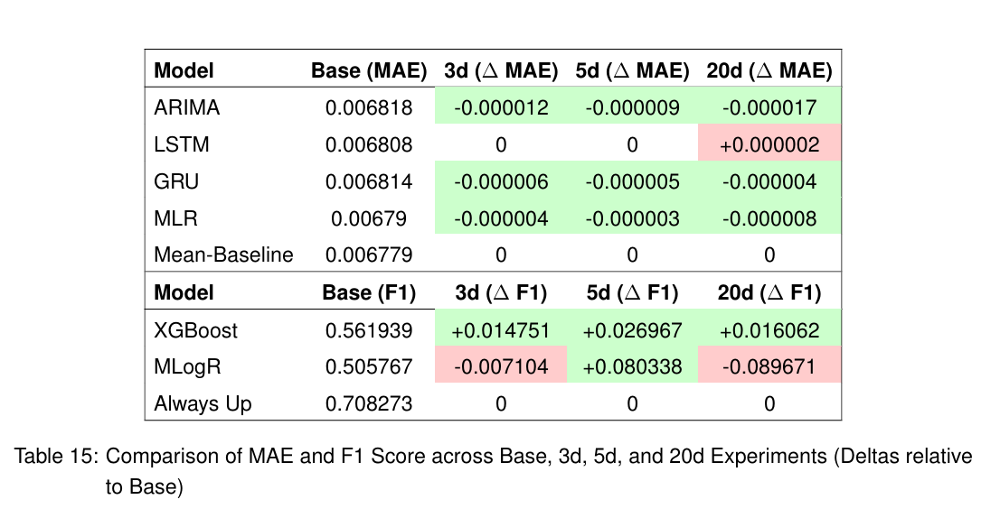 Model Base (MAE) 3d (Δ MAE) 5d (Δ MAE) 20d (Δ MAE)
ARIMA 0.006818 -0.000012 -0.000009 -0.000017
LSTM 0.006808 0 0 +0.000002
GRU 0.006814 -0.000006 -0.000005 -0.000004
MLR 0.00679 -0.000004 -0.000003 -0.000008
Mean-Baseline 0.006779 0 0 0
Model Base (F1) 3d (Δ F1) 5d (Δ F1) 20d (Δ F1)
XGBoost 0.561939 +0.014751 +0.026967 +0.016062
MLogR 0.505767 -0.007104 +0.080338 -0.089671
Always Up 0.708273 0 0 0
Table 15: Comparison of MAE and F1 Score across Base, 3d, 5d, and 20d Experiments (Deltas relative
to Base)